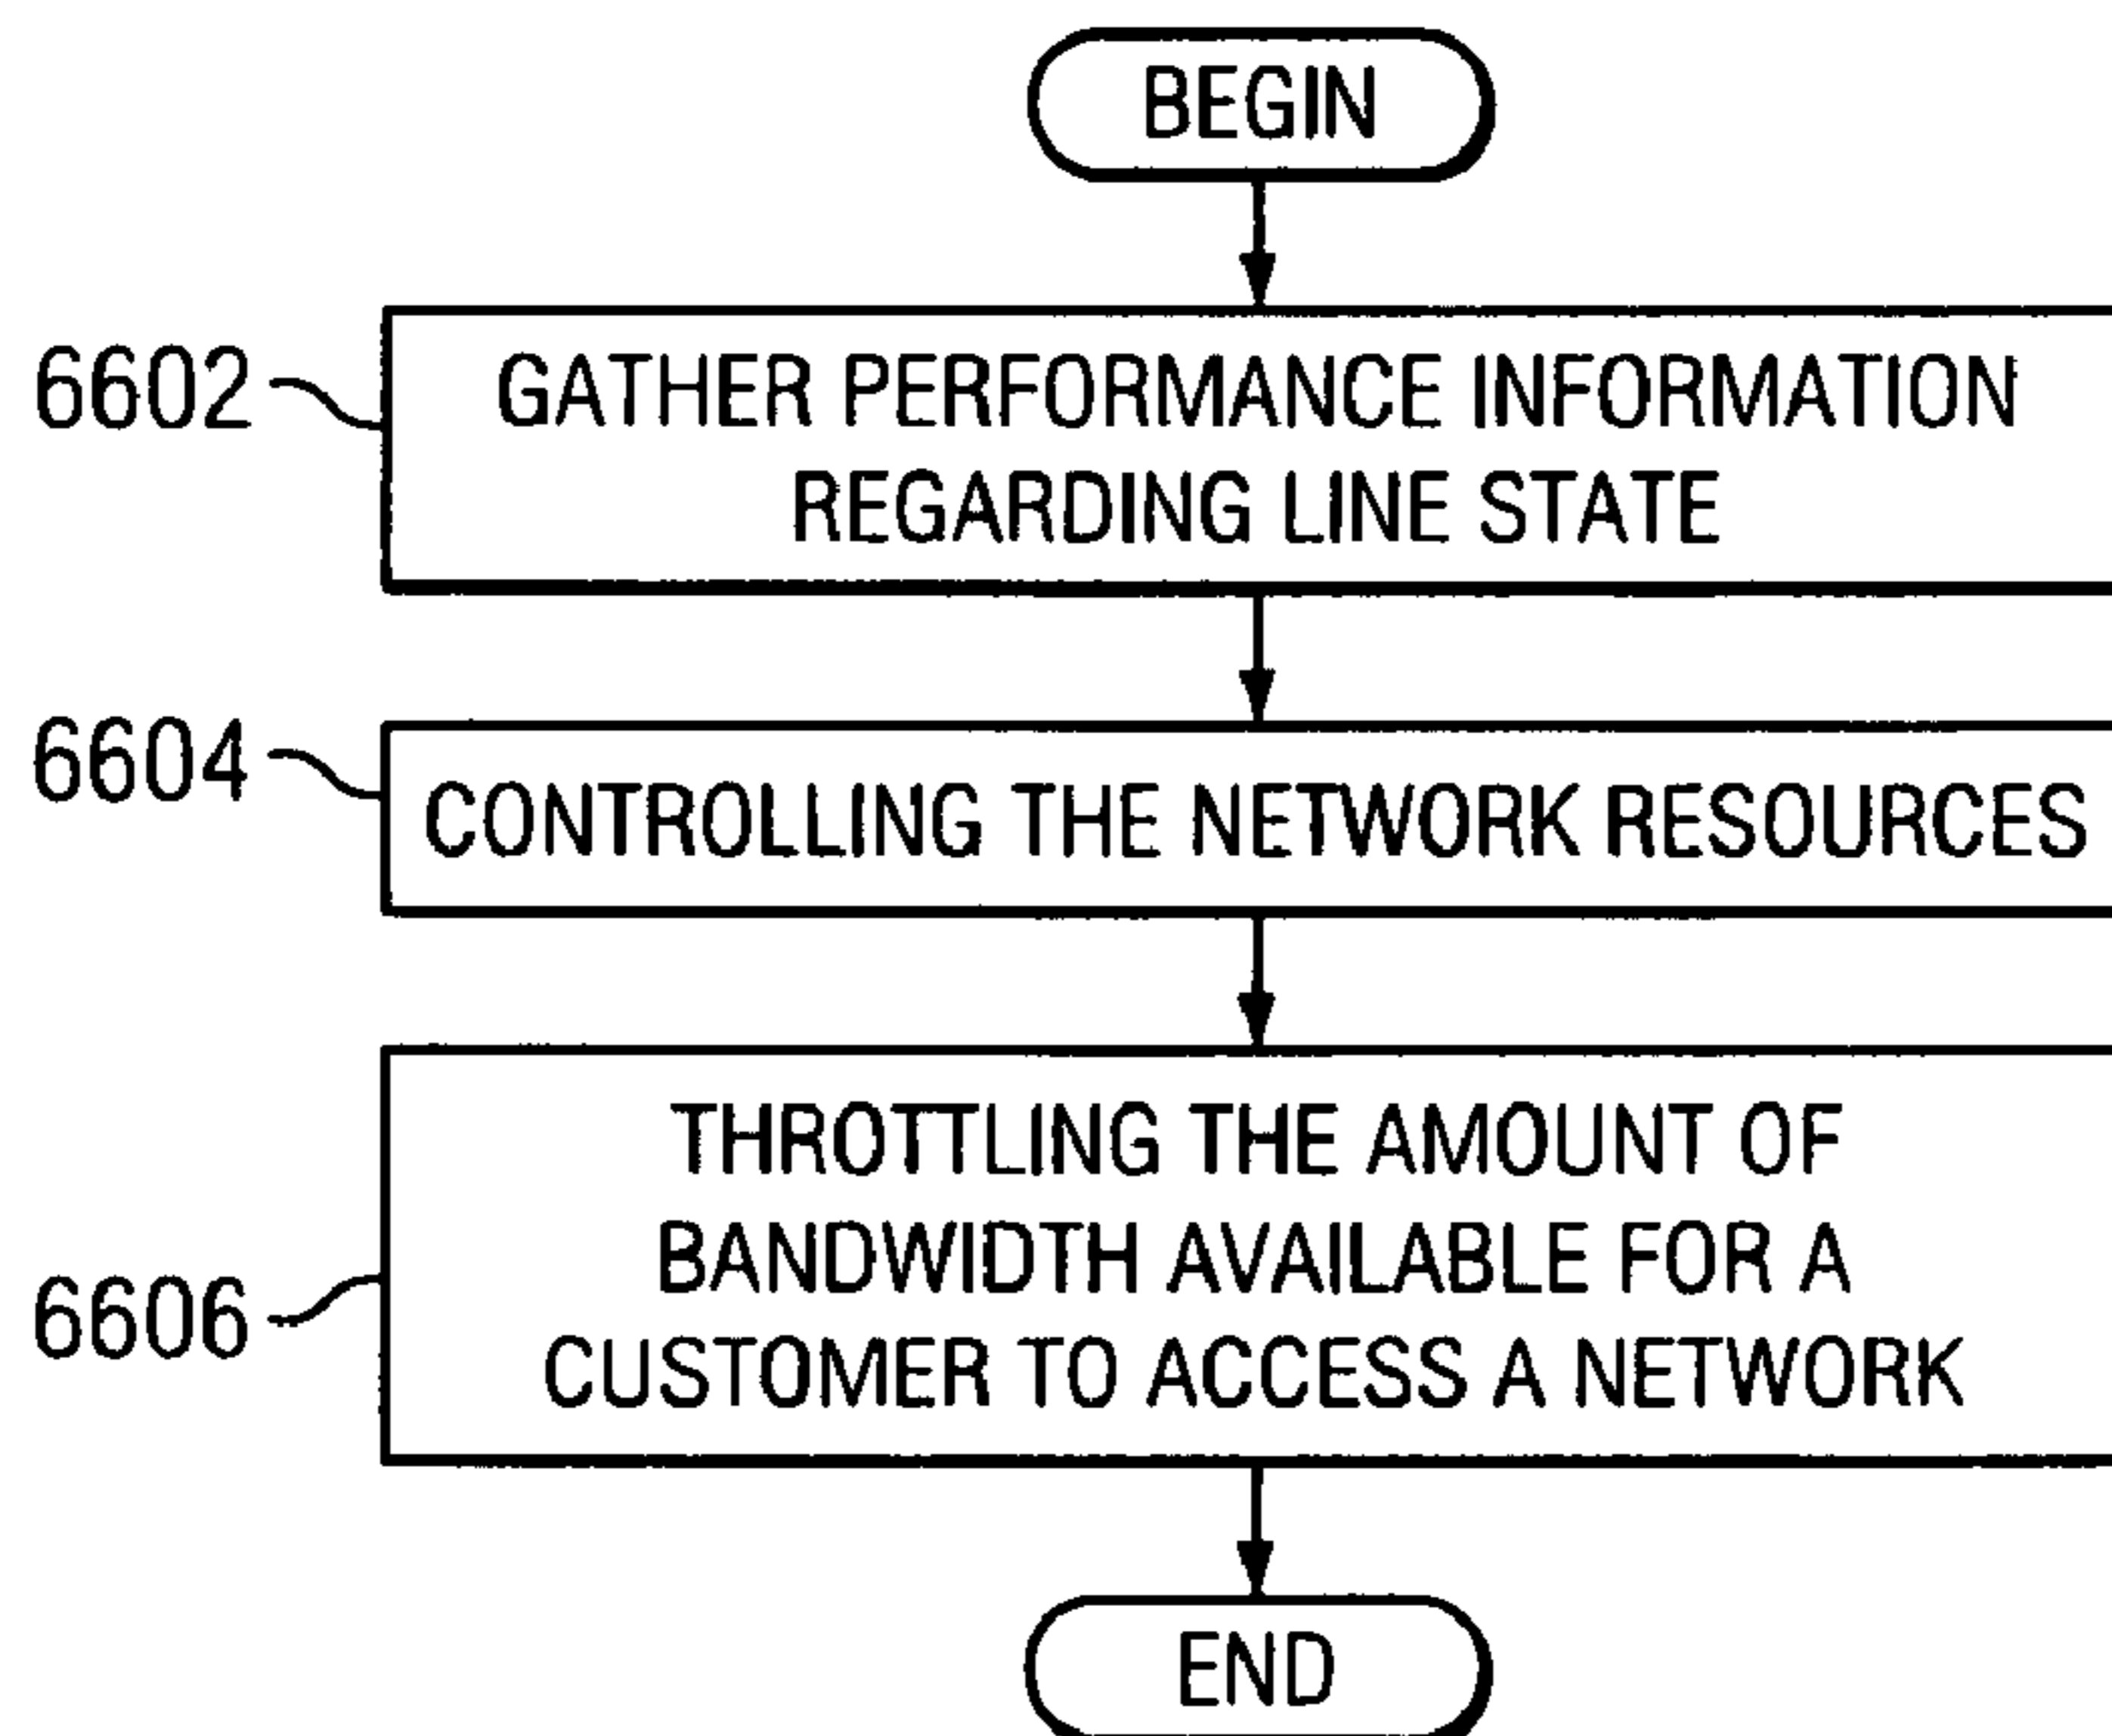 BEGIN
6602
GATHER PERFORMANCE INFORMATION
REGARDING LINE STATE
6604
CONTROLLING THE NETWORK RESOURCES
6606
THROTTLING THE AMOUNT OF
BANDWIDTH AVAILABLE FOR A
CUSTOMER TO ACCESS A NETWORK
END